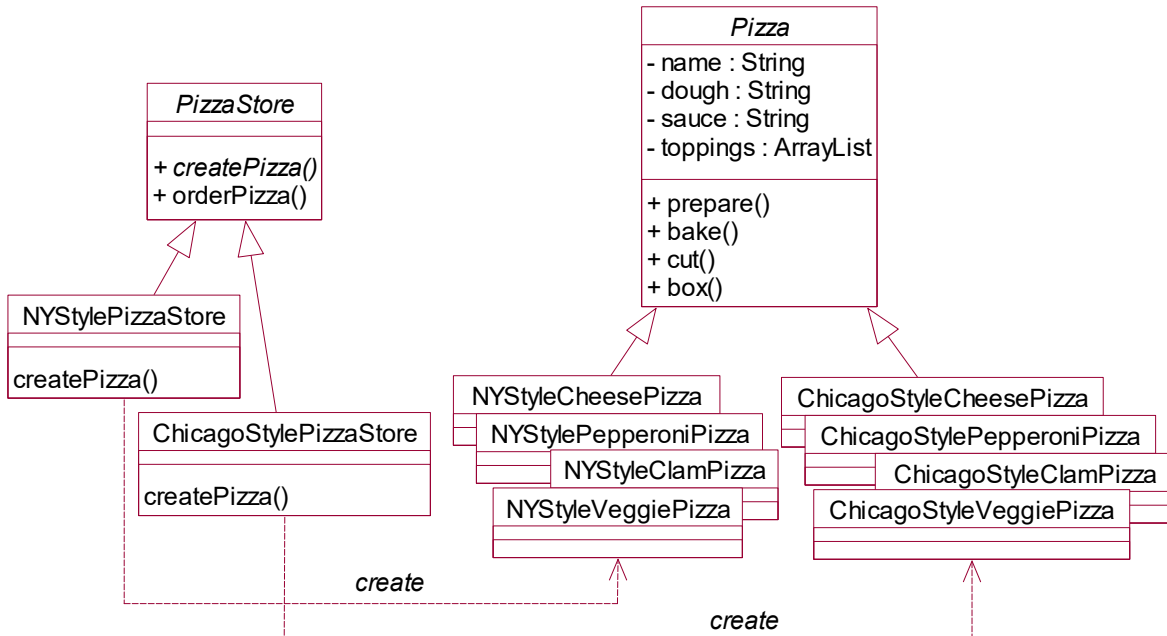 Pizza
- name : String
- dough : String
- sauce : String
- toppings : ArrayList
+ prepare()
+ bake()
+ cut()
+ box()
PizzaStore
+ createPizza()
+ orderPizza()
NYStylePizzaStore
createPizza()
ChicagoStylePizzaStore
createPizza()
NYStyleCheesePizza
NYStylePepperoniPizza
NYStyleClamPizza
NYStyleVeggiePizza
ChicagoStyleCheesePizza
ChicagoStylePepperoniPizza
ChicagoStyleClamPizza
ChicagoStyleVeggiePizza
create
create